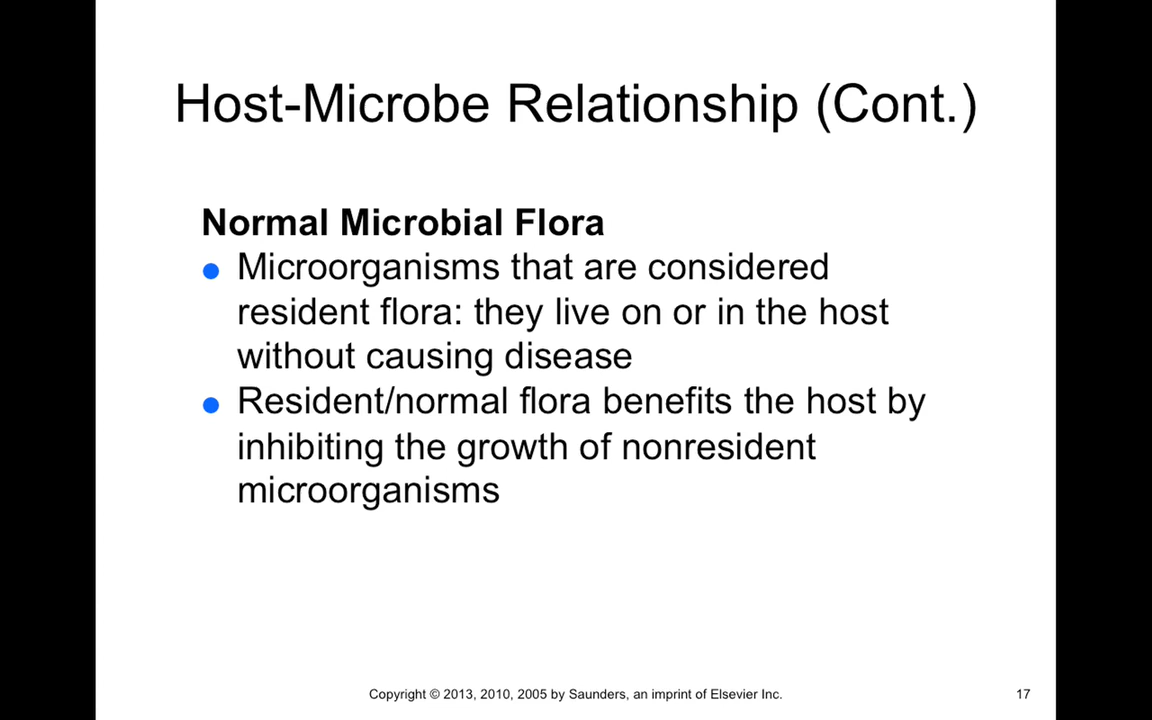 Host-Microbe Relationship (Cont.)
Normal Microbial Flora
● Microorganisms that are considered
resident flora: they live on or in the host
without causing disease
● Resident/normal flora benefits the host by
inhibiting the growth of nonresident
microorganisms
Copyright © 2013, 2010, 2005 by Saunders, an imprint of Elsevier Inc.
17